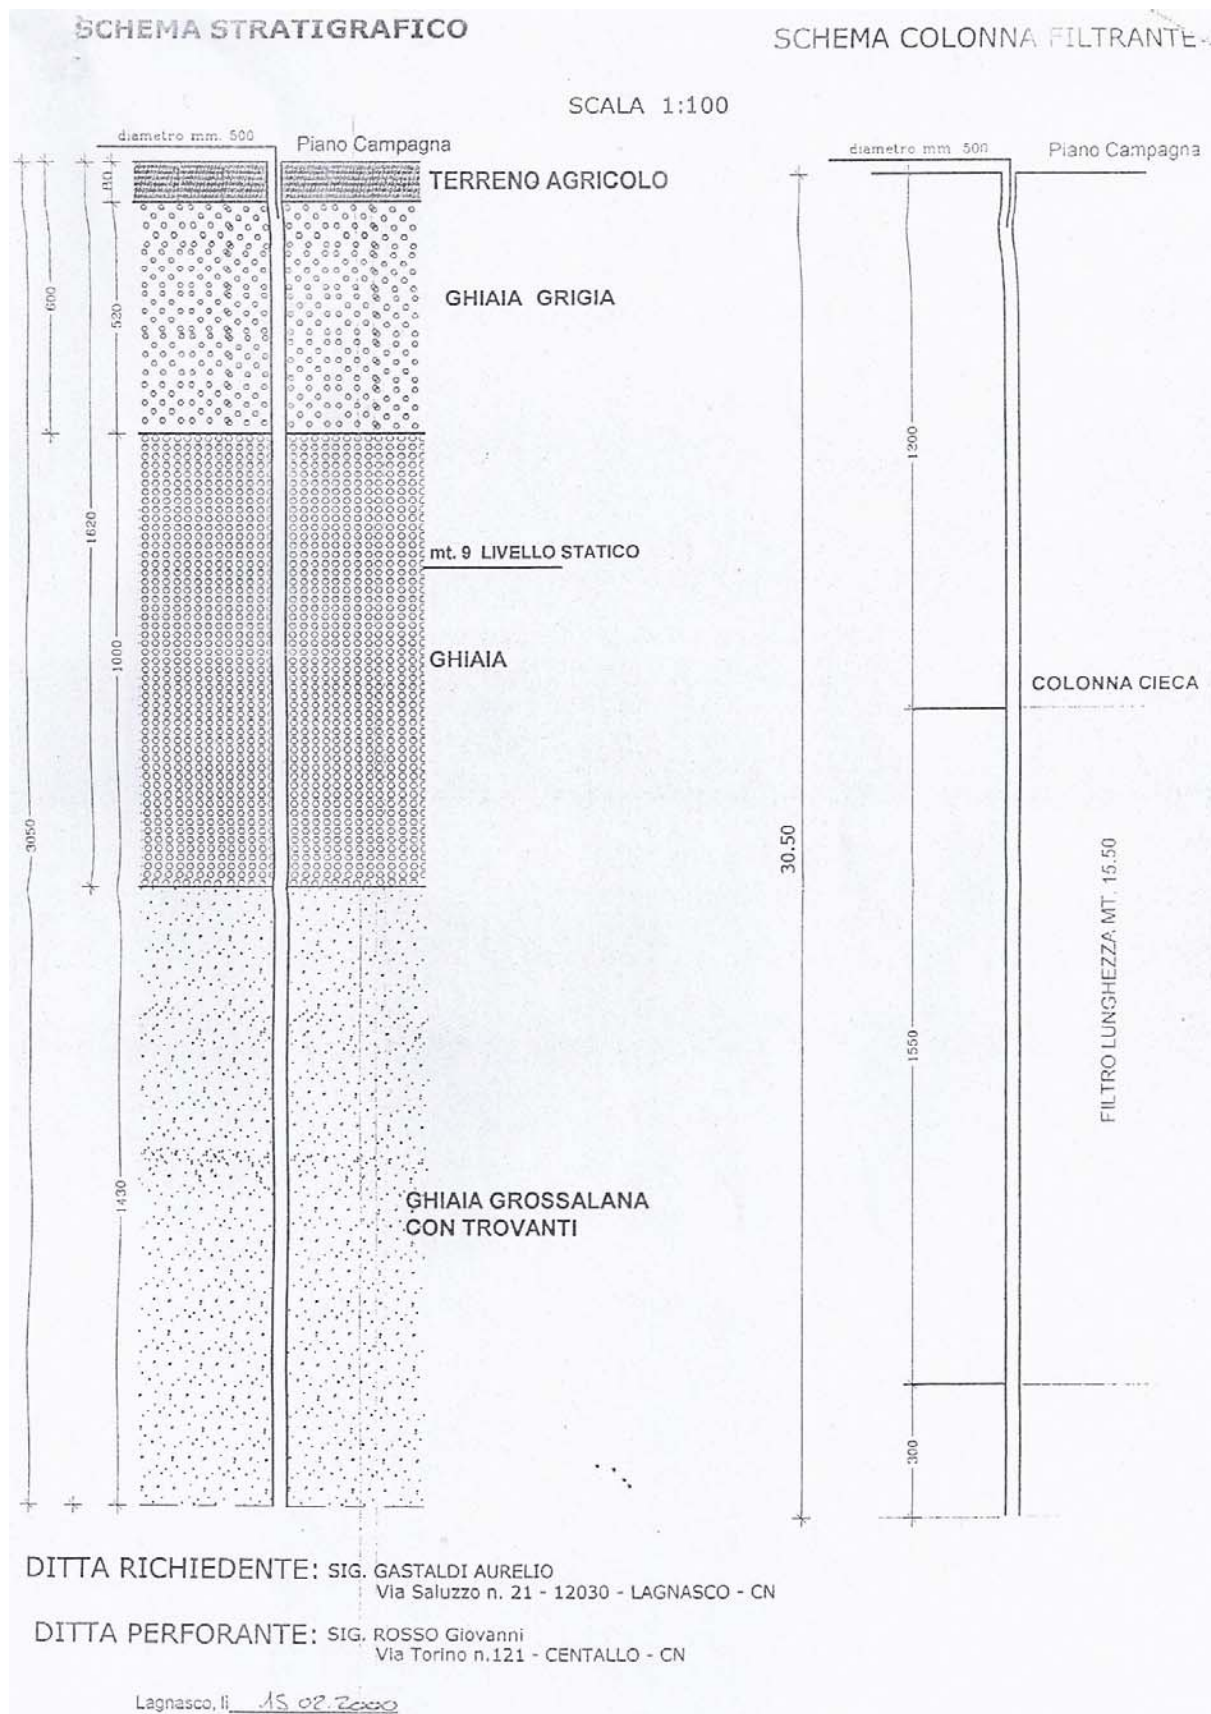 SCHEMA STRATIGRAFICO
SCHEMA COLONNA FILTRANTE
SCALA 1:100
diametro mm. 500
Piano Campagna
80
TERRENO AGRICOLO
600
520
GHIAIA GRIGIA
1620
mt. 9 LIVELLO STATICO
1000
GHIAIA
3050
1430
GHIAIA GROSSALANA
CON TROVANTI
diametro mm 500
Piano Campagna
1200
COLONNA CIECA
30.50
1550
FILTRO LUNGHEZZA MT. 15.50
300
DITTA RICHIEDENTE: SIG. GASTALDI AURELIO
Via Saluzzo n. 21 - 12030 - LAGNASCO - CN
DITTA PERFORANTE: SIG. ROSSO Giovanni
Via Torino n.121 - CENTALLO - CN
Lagnasco, li 15.02.2000